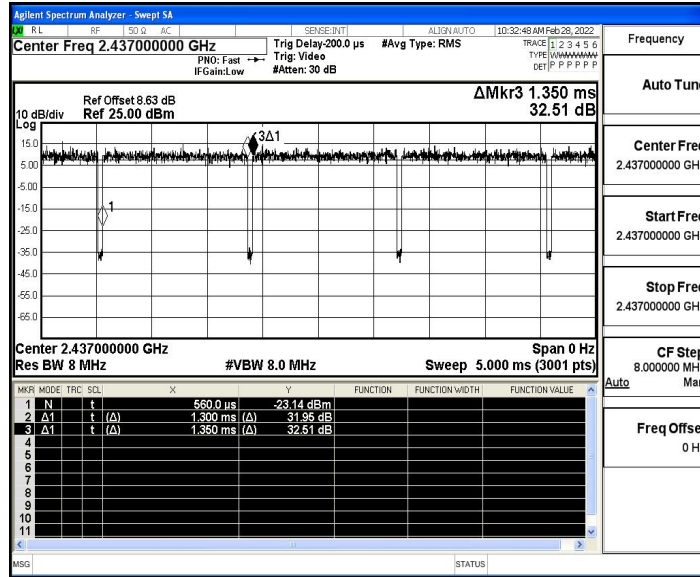 Agilent Spectrum Analyzer - Swept SA
RL RF 50 Ω AC SENSE:INT ALIGN AUTO 10:32:48 AM Feb 28, 2022
Center Freq 2.437000000 GHz
PNO: Fast
IFGain:Low
Trig Delay-200.0 µs
Trig: Video
#Atten: 30 dB
#Avg Type: RMS
TRACE 1 2 3 4 5 6
TYPE WWWWWW
DET P P P P P P
Ref Offset 8.63 dB
10 dB/div Ref 25.00 dBm
Log
ΔMkr3 1.350 ms
32.51 dB
15.0
5.00
-5.00
-15.0
-25.0
-35.0
-45.0
-55.0
-65.0
3Δ1
1
Center 2.437000000 GHz Span 0 Hz
Res BW 8 MHz #VBW 8.0 MHz Sweep 5.000 ms (3001 pts)
MKR MODE TRC SCL X Y FUNCTION FUNCTION WIDTH FUNCTION VALUE
1 N t 560.0 µs -23.14 dBm
2 Δ1 t (Δ) 1.300 ms (Δ) 31.95 dB
3 Δ1 t (Δ) 1.350 ms (Δ) 32.51 dB
4
5
6
7
8
9
10
11
MSG STATUS
Frequency
Auto Tune
Center Freq
2.437000000 GH
Start Freq
2.437000000 GH
Stop Freq
2.437000000 GH
CF Step
8.000000 MH
Auto Ma
Freq Offse
0 H